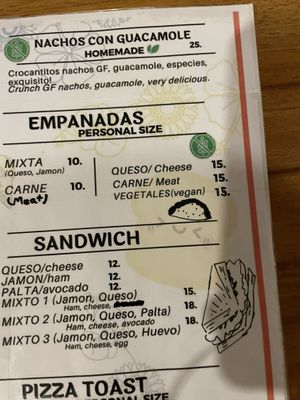 NACHOS CON GUACAMOLE
HOMEMADE 25.
Crocantitos nachos GF, guacamole, especies,
exquisito!
Crunch GF nachos, guacamole, very delicious.
EMPANADAS
PERSONAL SIZE
MIXTA 10.
(Queso, Jamon)
CARNE 10.
(Meat)
QUESO/ Cheese 15.
CARNE/ Meat 15.
VEGETALES(vegan) 15.
SANDWICH
QUESO/cheese 12.
JAMON/ham 12.
PALTA/avocado 12.
MIXTO 1 (Jamon, Queso) 15.
Ham, cheese,
MIXTO 2 (Jamon, Queso, Palta) 18.
Ham, cheese, avocado
MIXTO 3 (Jamon, Queso, Huevo) 18.
Ham, cheese, egg
PIZZA TOAST
PERSONAL SIZE